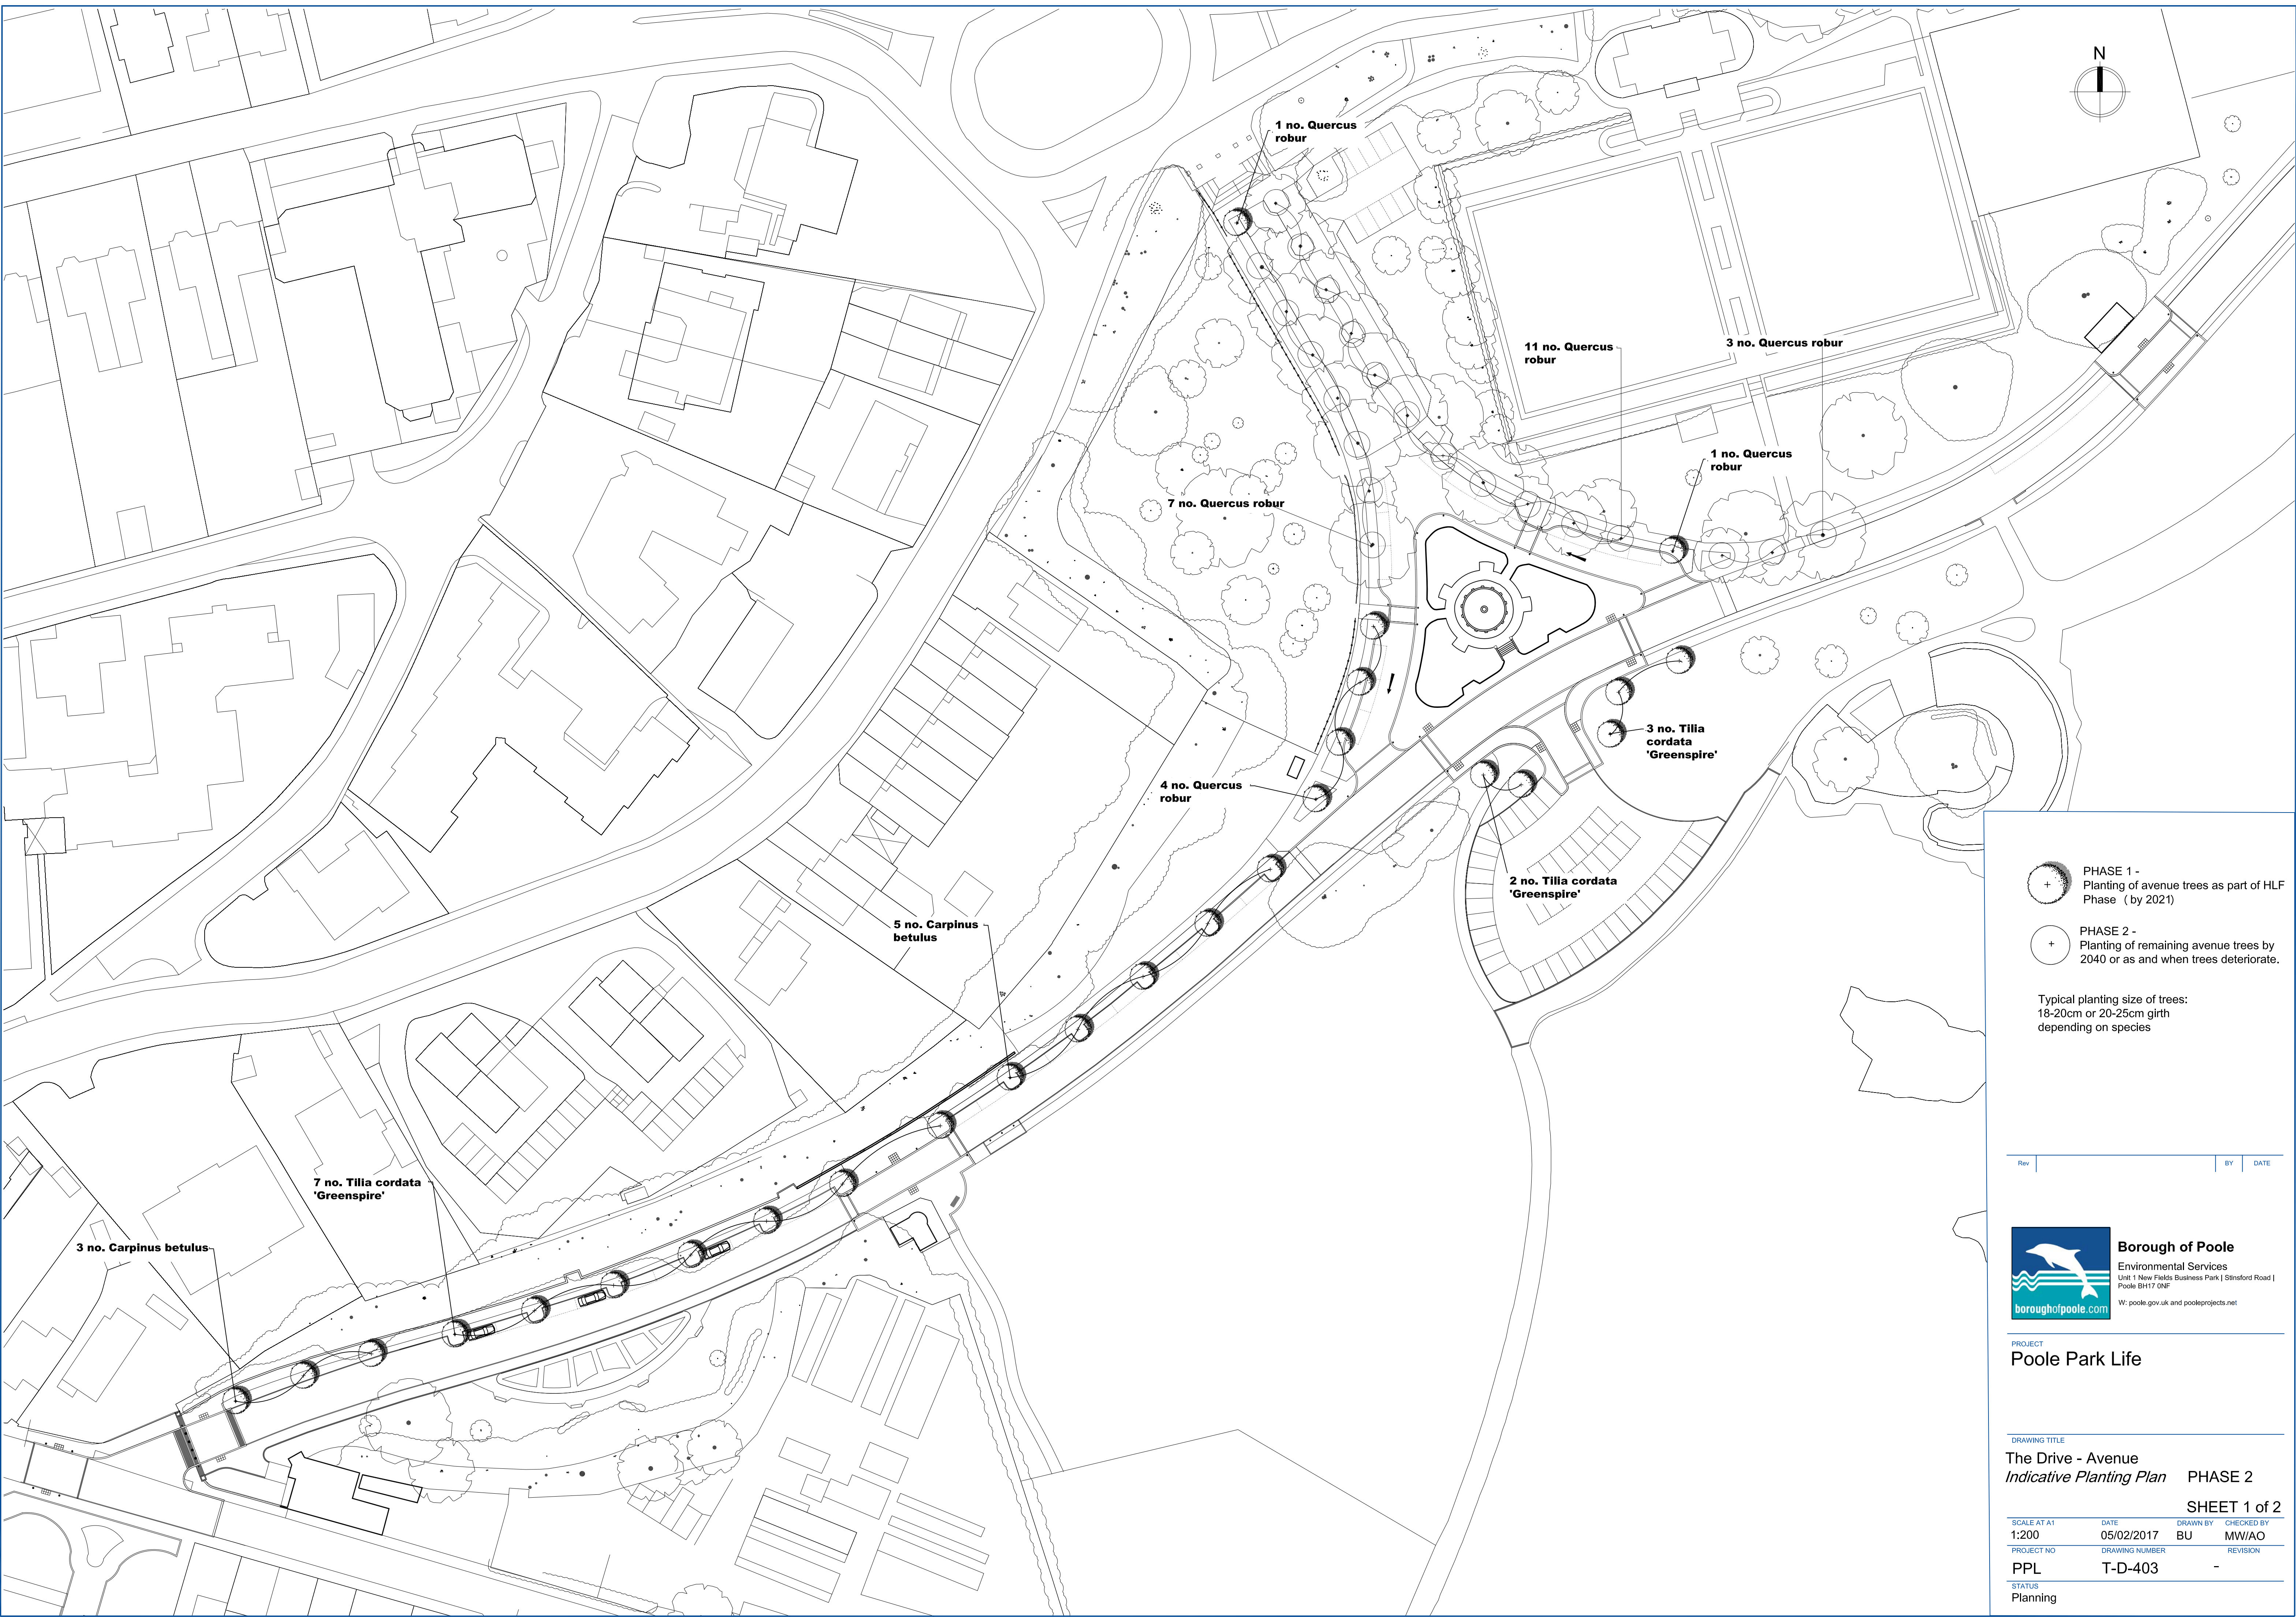 N
1 no. Quercus
robur
11 no. Quercus
robur
3 no. Quercus robur
1 no. Quercus
robur
7 no. Quercus robur
3 no. Tilia
cordata
'Greenspire'
4 no. Quercus
robur
2 no. Tilia cordata
'Greenspire'
5 no. Carpinus
betulus
7 no. Tilia cordata
'Greenspire'
3 no. Carpinus betulus
PHASE 1 -
Planting of avenue trees as part of HLF
Phase ( by 2021)
PHASE 2 -
Planting of remaining avenue trees by
2040 or as and when trees deteriorate.
Typical planting size of trees:
18-20cm or 20-25cm girth
depending on species
Rev BY DATE
boroughofpoole.com
Borough of Poole
Environmental Services
Unit 1 New Fields Business Park | Stinsford Road |
Poole BH17 0NF
W: poole.gov.uk and pooleprojects.net
PROJECT
Poole Park Life
DRAWING TITLE
The Drive - Avenue
Indicative Planting Plan PHASE 2
SHEET 1 of 2
SCALE AT A1 DATE DRAWN BY CHECKED BY
1:200 05/02/2017 BU MW/AO
PROJECT NO DRAWING NUMBER REVISION
PPL T-D-403 -
STATUS
Planning